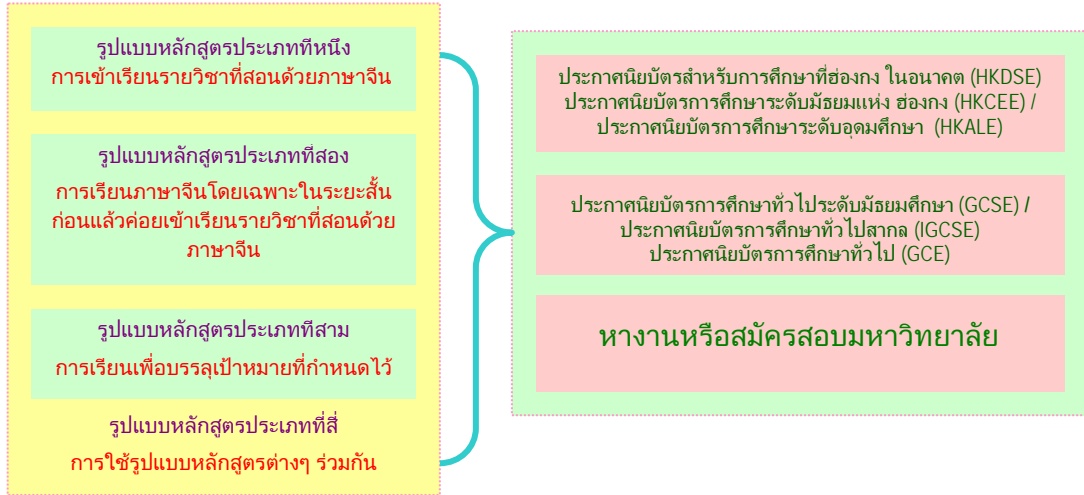 รูปแบบหลักสูตรประเภทที่หนึ่ง
การเข้าเรียนรายวิชาที่สอนด้วยภาษาจีน
รูปแบบหลักสูตรประเภทที่สอง
การเรียนภาษาจีนโดยเฉพาะในระยะสั้น
ก่อนแล้วค่อยเข้าเรียนรายวิชาที่สอนด้วย
ภาษาจีน
รูปแบบหลักสูตรประเภทที่สาม
การเรียนเพื่อบรรลุเป้าหมายที่กำหนดไว้
รูปแบบหลักสูตรประเภทที่สี่
การใช้รูปแบบหลักสูตรต่างๆ ร่วมกัน
ประกาศนิยบัตรสำหรับการศึกษาที่ฮ่องกง ในอนาคต (HKDSE)
ประกาศนิยบัตรการศึกษาระดับมัธยมแห่ง ฮ่องกง (HKCEE) /
ประกาศนิยบัตรการศึกษาระดับอุดมศึกษา (HKALE)
ประกาศนิยบัตรการศึกษาทั่วไประดับมัธยมศึกษา (GCSE) /
ประกาศนิยบัตรการศึกษาทั่วไปสากล (IGCSE)
ประกาศนิยบัตรการศึกษาทั่วไป (GCE)
หางานหรือสมัครสอบมหาวิทยาลัย